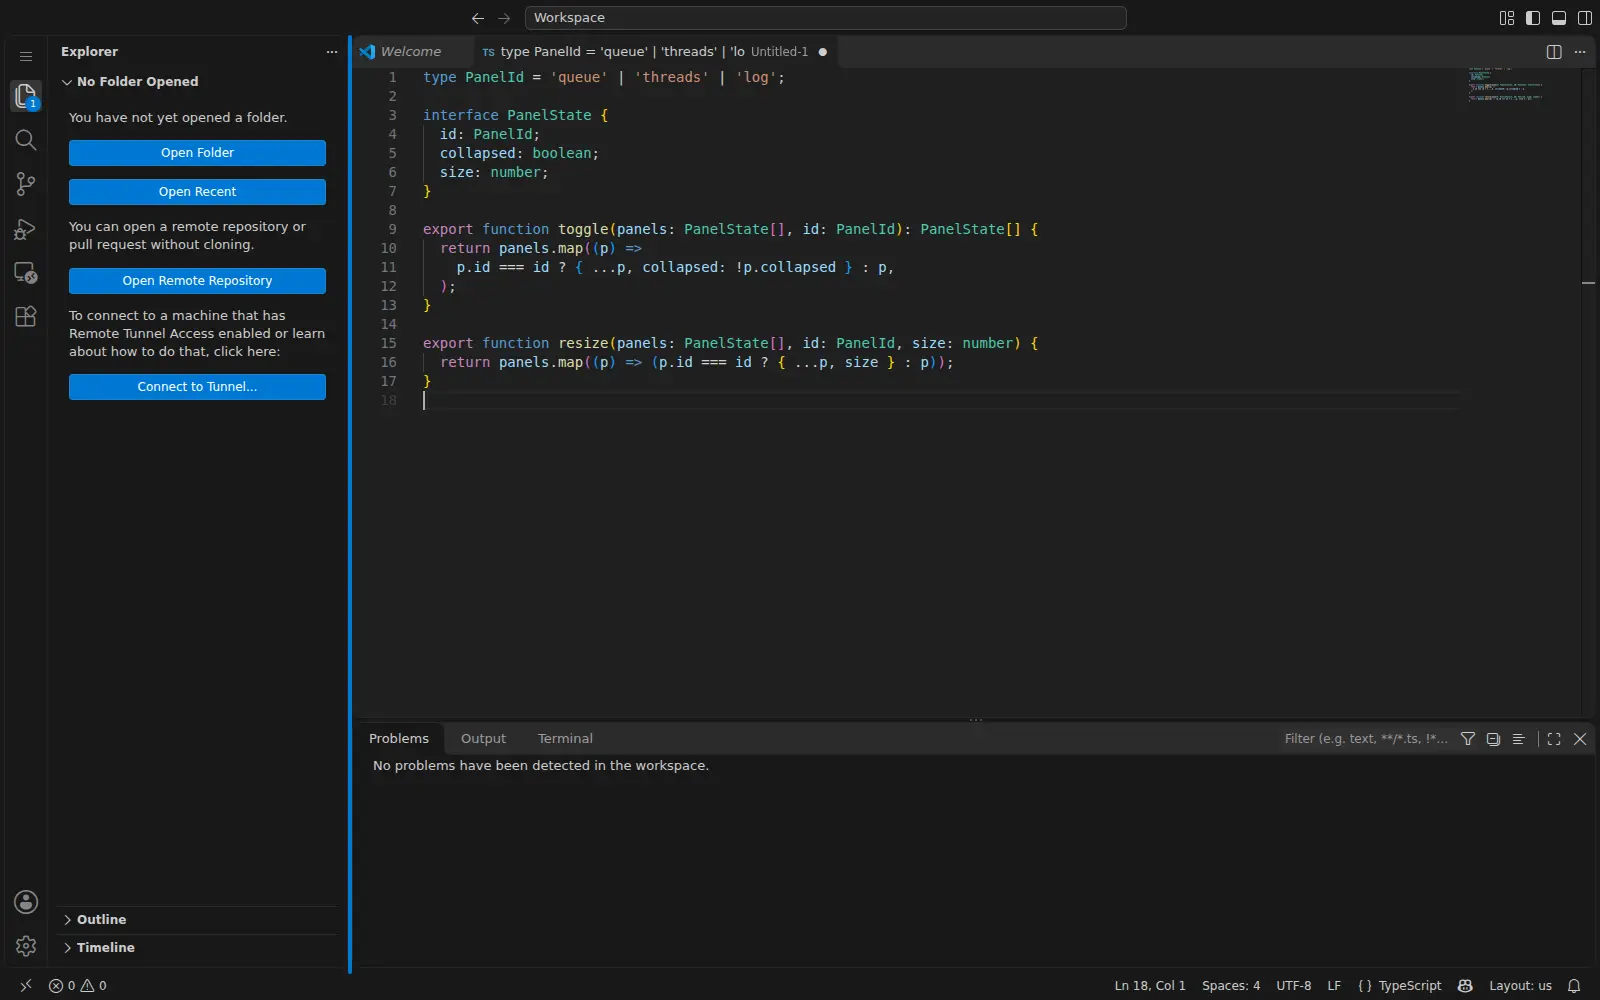 Workspace
Explorer
No Folder Opened
You have not yet opened a folder.
Open Folder
Open Recent
You can open a remote repository or
pull request without cloning.
Open Remote Repository
To connect to a machine that has
Remote Tunnel Access enabled or learn
about how to do that, click here:
Connect to Tunnel...
Outline
Timeline
1
Welcome
TS type PanelId = 'queue' | 'threads' | 'lo Untitled-1
1 type PanelId = 'queue' | 'threads' | 'log';
2
3 interface PanelState {
4   id: PanelId;
5   collapsed: boolean;
6   size: number;
7 }
8
9 export function toggle(panels: PanelState[], id: PanelId): PanelState[] {
10   return panels.map((p) =>
11     p.id === id ? { ...p, collapsed: !p.collapsed } : p,
12   );
13 }
14
15 export function resize(panels: PanelState[], id: PanelId, size: number) {
16   return panels.map((p) => (p.id === id ? { ...p, size } : p));
17 }
18
Problems
Output
Terminal
Filter (e.g. text, **/*.ts, !*...
No problems have been detected in the workspace.
0 0
Ln 18, Col 1
Spaces: 4
UTF-8
LF
{ } TypeScript
Layout: us